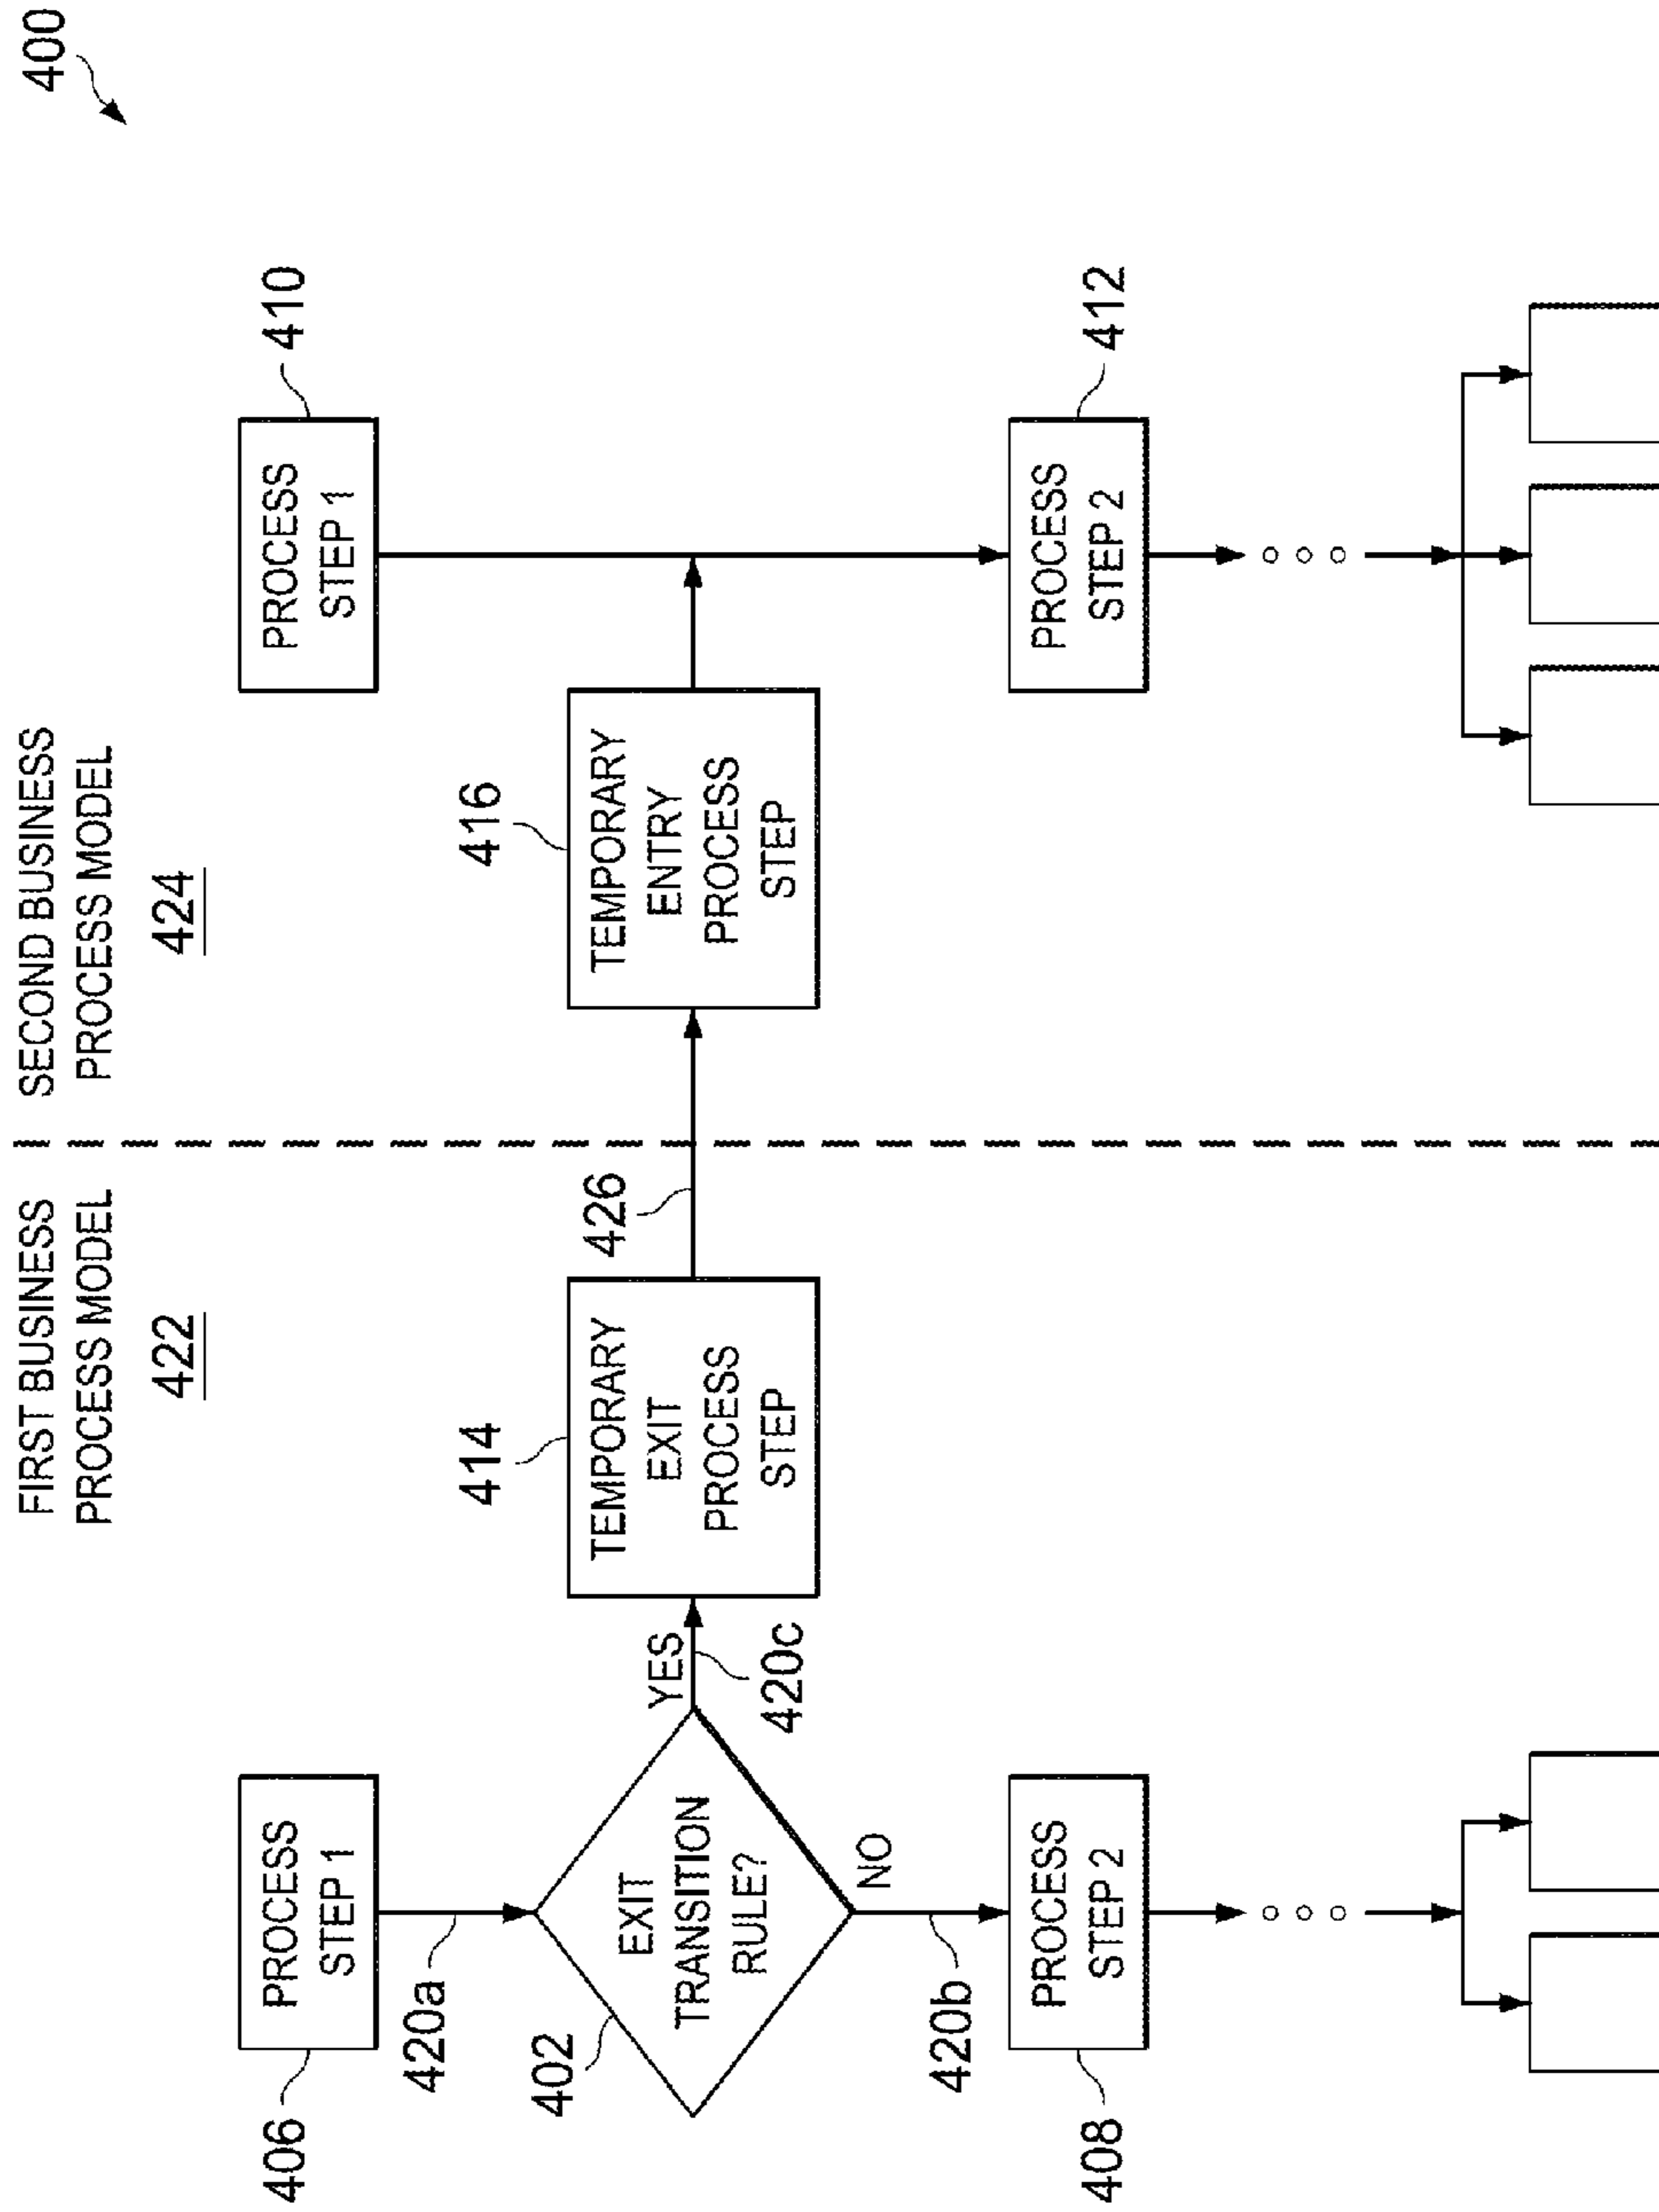 400
FIRST BUSINESS
PROCESS MODEL
422
SECOND BUSINESS
PROCESS MODEL
424
406
PROCESS
STEP 1
PROCESS
STEP 1
410
420a
402
EXIT
TRANSITION
RULE?
YES
420c
414
TEMPORARY
EXIT
PROCESS
STEP
426
416
TEMPORARY
ENTRY
PROCESS
STEP
NO
420b
408
PROCESS
STEP 2
PROCESS
STEP 2
412